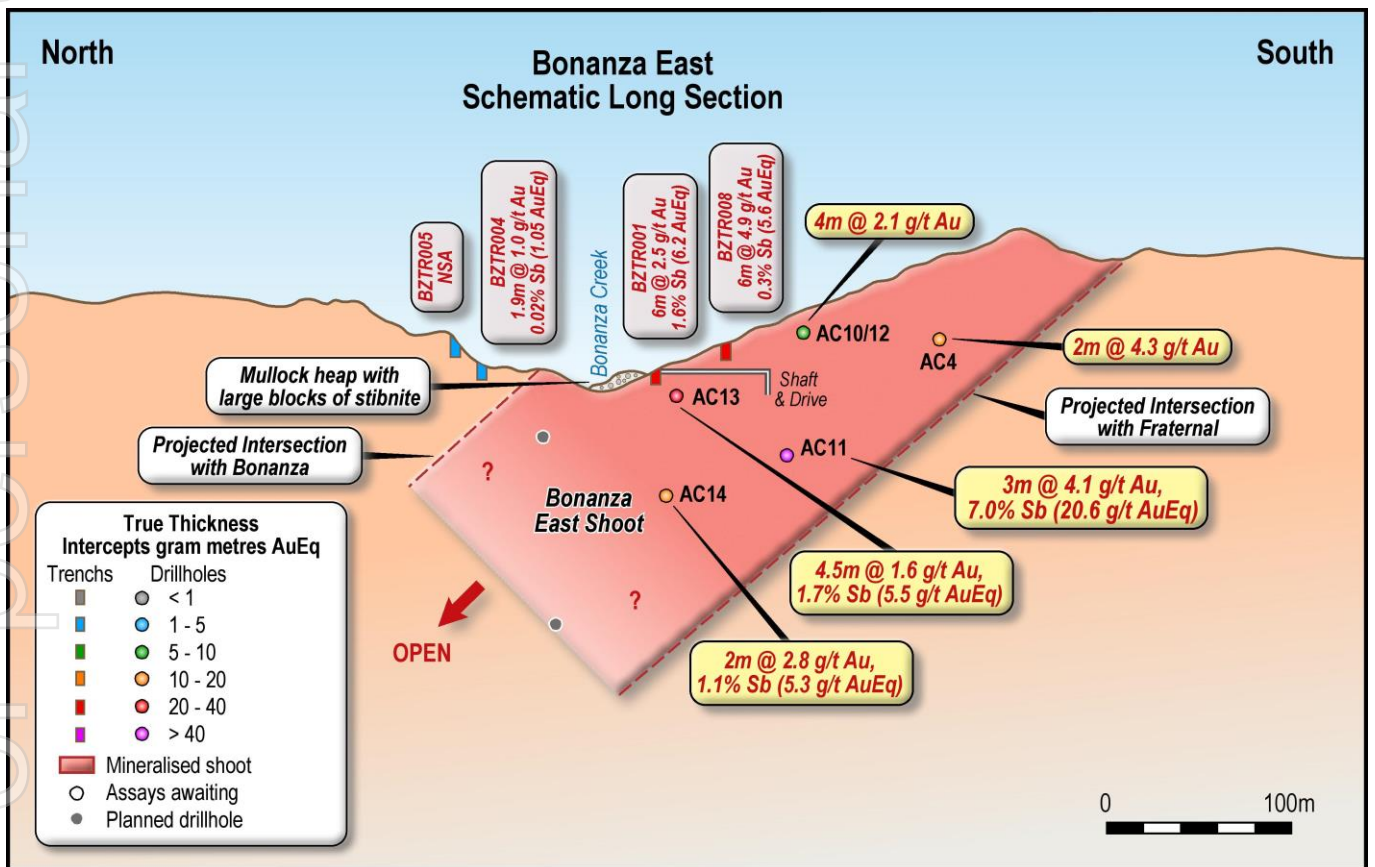 North
South
Bonanza East
Schematic Long Section
BZTR005
NSA
BZTR004
1.9m @ 1.0 g/t Au
0.02% Sb (1.05 AuEq)
Bonanza Creek
BZTR001
6m @ 2.5 g/t Au
1.6% Sb (6.2 AuEq)
BZTR008
6m @ 4.9 g/t Au
0.3% Sb (5.6 AuEq)
4m @ 2.1 g/t Au
AC10/12
AC4
2m @ 4.3 g/t Au
Mullock heap with
large blocks of stibnite
Shaft
& Drive
AC13
Projected Intersection
with Fraternal
Projected Intersection
with Bonanza
AC11
?
AC14
Bonanza
East Shoot
3m @ 4.1 g/t Au,
7.0% Sb (20.6 g/t AuEq)
4.5m @ 1.6 g/t Au,
1.7% Sb (5.5 g/t AuEq)
?
OPEN
2m @ 2.8 g/t Au,
1.1% Sb (5.3 g/t AuEq)
True Thickness
Intercepts gram metres AuEq
Trenchs Drillholes
< 1
1 - 5
5 - 10
10 - 20
20 - 40
> 40
Mineralised shoot
Assays awaiting
Planned drillhole
0 100m